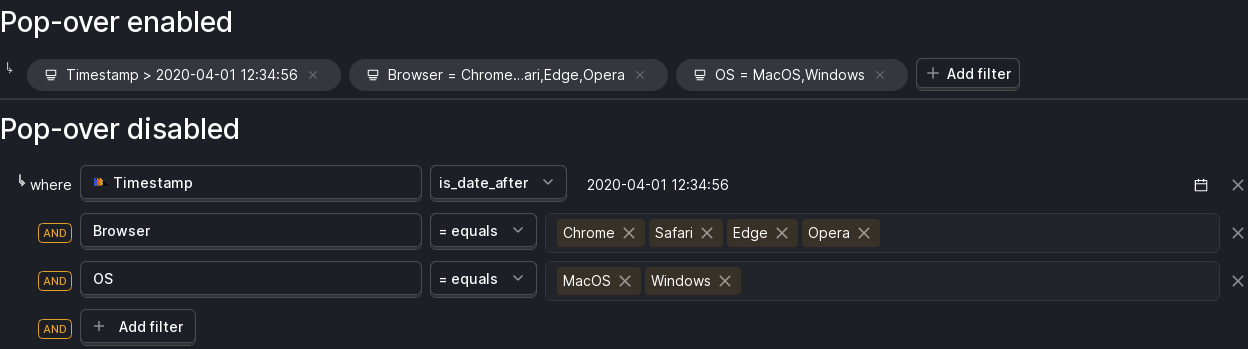 Pop-over enabled
Timestamp > 2020-04-01 12:34:56 Browser = Chrome...ari,Edge,Opera OS = MacOS,Windows Add filter
Pop-over disabled
where Timestamp is_date_after 2020-04-01 12:34:56
AND Browser = equals Chrome Safari Edge Opera
AND OS = equals MacOS Windows
AND Add filter